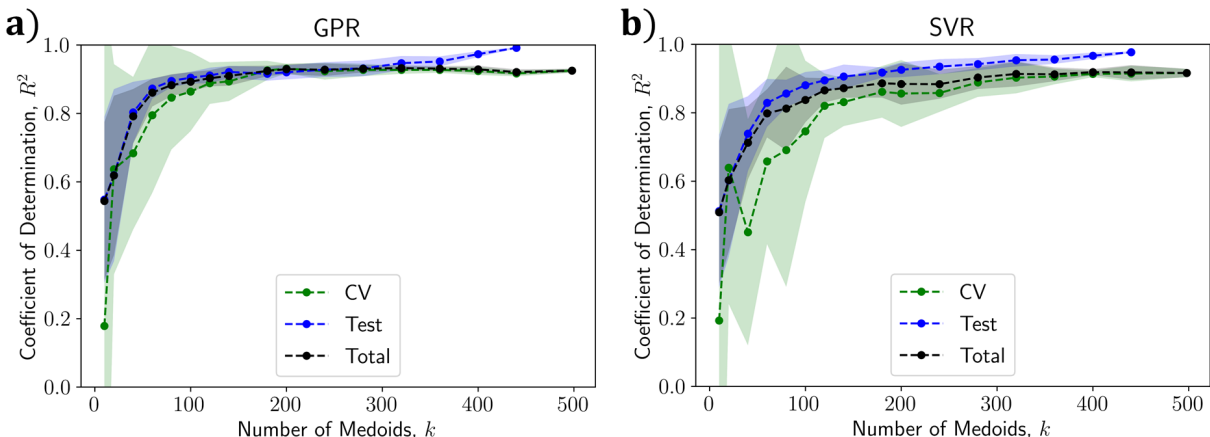 a)
GPR
1.0
0.8
0.6
0.4
0.2
0.0
Coefficient of Determination, R²
CV
Test
Total
0 100 200 300 400 500
Number of Medoids, k
b)
SVR
1.0
0.8
0.6
0.4
0.2
0.0
Coefficient of Determination, R²
CV
Test
Total
0 100 200 300 400 500
Number of Medoids, k